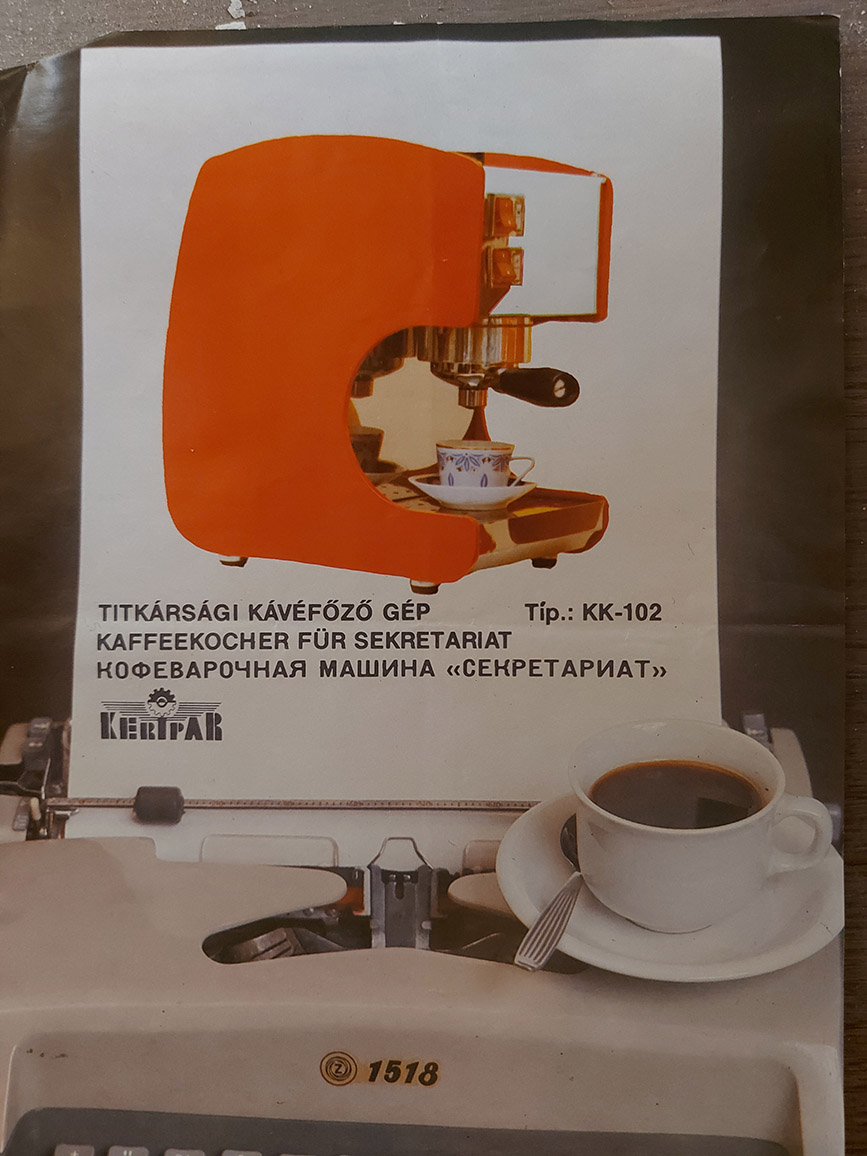 TITKÁRSÁGI KÁVÉFŐZŐ GÉP Típ.: KK-102
KAFFEEKOCHER FÜR SEKRETARIAT
КОФЕВАРОЧНАЯ МАШИНА «СЕКРЕТАРИАТ»
KERIPAR
Z 1518